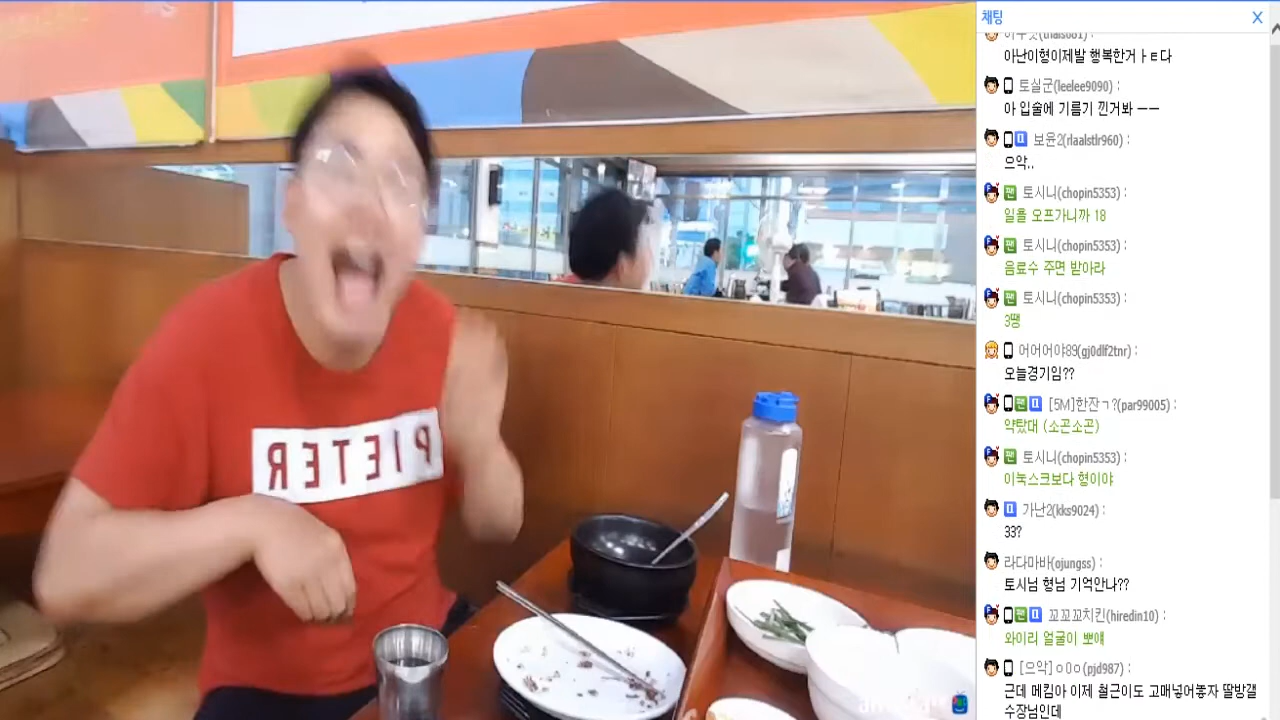 채팅
아난이형이제발 행복한거ㅏㅌ다
토실군(leelee9090) :
아 입술에 기름기 낀거봐 ㅡㅡ
보윤2(rlaalstlr960) :
으악..
토시니(chopin5353) :
일욜 오프가니까 18
토시니(chopin5353) :
음료수 주면 받아라
토시니(chopin5353) :
3땡
어어어야89(gj0dlf2tnr) :
오늘경기임??
[5M]한잔ㄱ?(par99005) :
약탔대 (소곤소곤)
토시니(chopin5353) :
이눅스크보다 형이야
가난2(kks9024) :
33?
라다마바(ojungss) :
토시님 형님 기억안나??
꼬꼬꼬치킨(hiredin10) :
와이리 얼굴이 뽀얘
[으악]ㅇ0ㅇ(pjd987) :
근데 메킴아 이제 철근이도 고매넣어놓자 딸방갤
수장님인데
PIETER